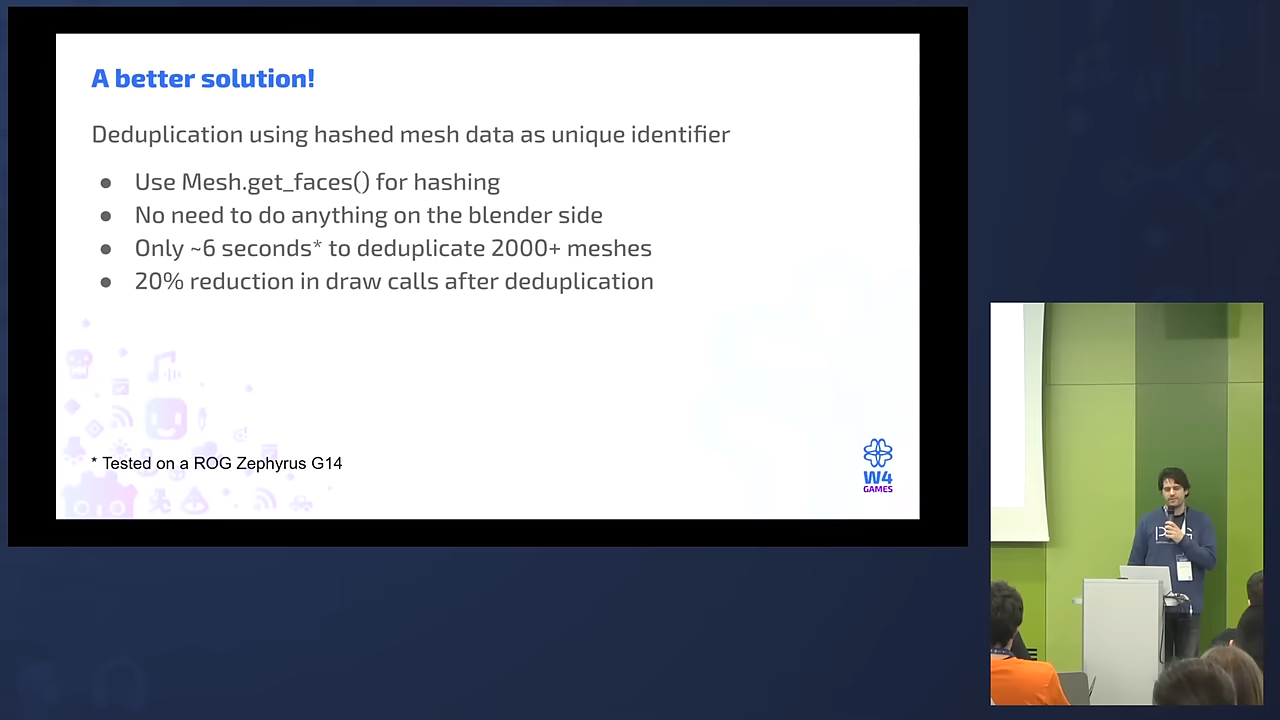 A better solution!
Deduplication using hashed mesh data as unique identifier
● Use Mesh.get_faces() for hashing
● No need to do anything on the blender side
● Only ~6 seconds* to deduplicate 2000+ meshes
● 20% reduction in draw calls after deduplication
* Tested on a ROG Zephyrus G14
W4
GAMES